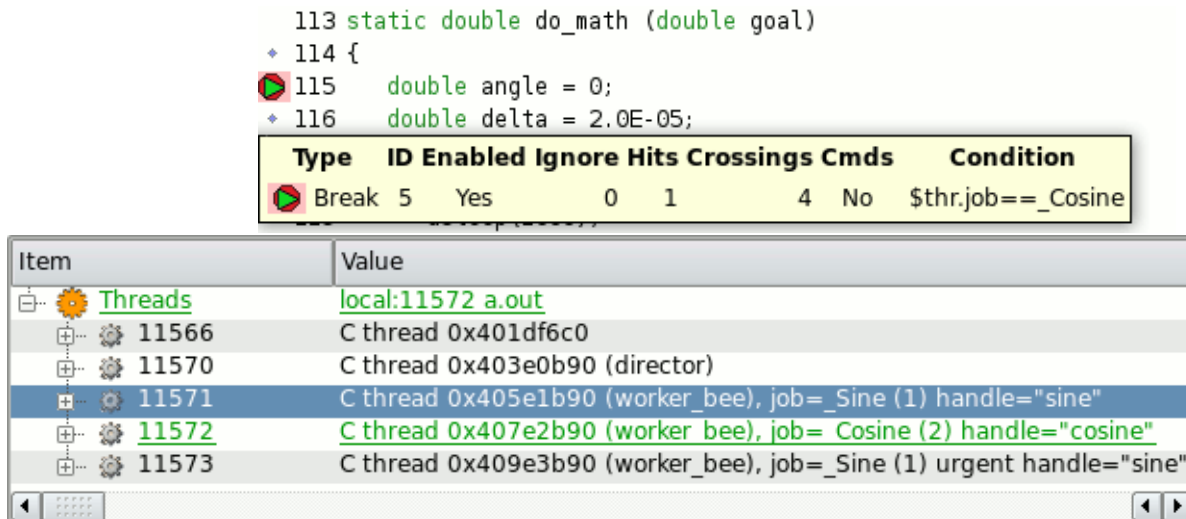 113 static double do_math (double goal)
114 {
115 double angle = 0;
116 double delta = 2.0E-05;
Type ID Enabled Ignore Hits Crossings Cmds Condition
Break 5 Yes 0 1 4 No $thr.job==_Cosine
Item Value
Threads local:11572 a.out
11566 C thread 0x401df6c0
11570 C thread 0x403e0b90 (director)
11571 C thread 0x405e1b90 (worker_bee), job=_Sine (1) handle="sine"
11572 C thread 0x407e2b90 (worker_bee), job=_Cosine (2) handle="cosine"
11573 C thread 0x409e3b90 (worker_bee), job=_Sine (1) urgent handle="sine"